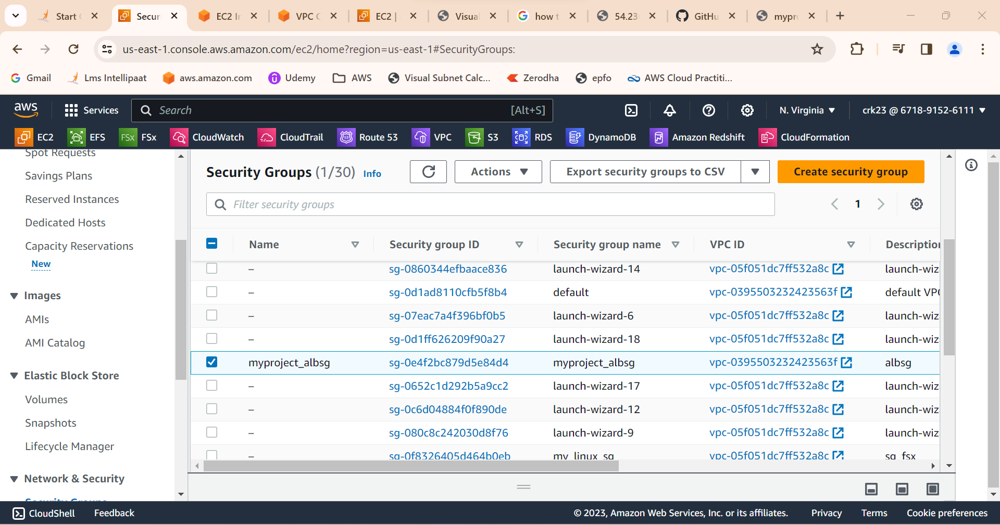 Start
Securi
EC2 In
VPC
EC2 |
Visual
how t
54.23
GitHu
mypr
us-east-1.console.aws.amazon.com/ec2/home?region=us-east-1#SecurityGroups:
Gmail
Lms Intellipaat
aws.amazon.com
Udemy
AWS
Visual Subnet Calc...
Zerodha
epfo
AWS Cloud Practiti...
aws
Services
Search
[Alt+S]
N. Virginia
crk23 @ 6718-9152-6111
EC2
EFS
FSx
FSx
CloudWatch
CloudTrail
53
Route 53
VPC
S3
RDS
DynamoDB
Amazon Redshift
CloudFormation
Spot Requests
Savings Plans
Reserved Instances
Dedicated Hosts
Capacity Reservations
New
Images
AMIs
AMI Catalog
Elastic Block Store
Volumes
Snapshots
Lifecycle Manager
Network & Security
Security Groups
Security Groups (1/30) Info
Actions
Export security groups to CSV
Create security group
Filter security groups
1
Name Security group ID Security group name VPC ID Description
– sg-0860344efbaace836 launch-wizard-14 vpc-05f051dc7ff532a8c launch-wiz
– sg-0d1ad8110cfb5f8b4 default vpc-0395503232423563f default VPC
– sg-07eac7a4f396bf0b5 launch-wizard-6 vpc-05f051dc7ff532a8c launch-wiz
– sg-0d1ff626209f90a27 launch-wizard-18 vpc-05f051dc7ff532a8c launch-wiz
myproject_albsg sg-0e4f2bc879d5e84d4 myproject_albsg vpc-0395503232423563f albsg
– sg-0652c1d292b5a9cc2 launch-wizard-17 vpc-05f051dc7ff532a8c launch-wiz
– sg-0c6d04884f0f890de launch-wizard-12 vpc-05f051dc7ff532a8c launch-wiz
– sg-080c8c242030d8f76 launch-wizard-9 vpc-05f051dc7ff532a8c launch-wiz
– sg-0f8326405d464b0eb my_linux_sg vpc-05f051dc7ff532a8c sg_fsx
CloudShell
Feedback
© 2023, Amazon Web Services, Inc. or its affiliates.
Privacy
Terms
Cookie preferences